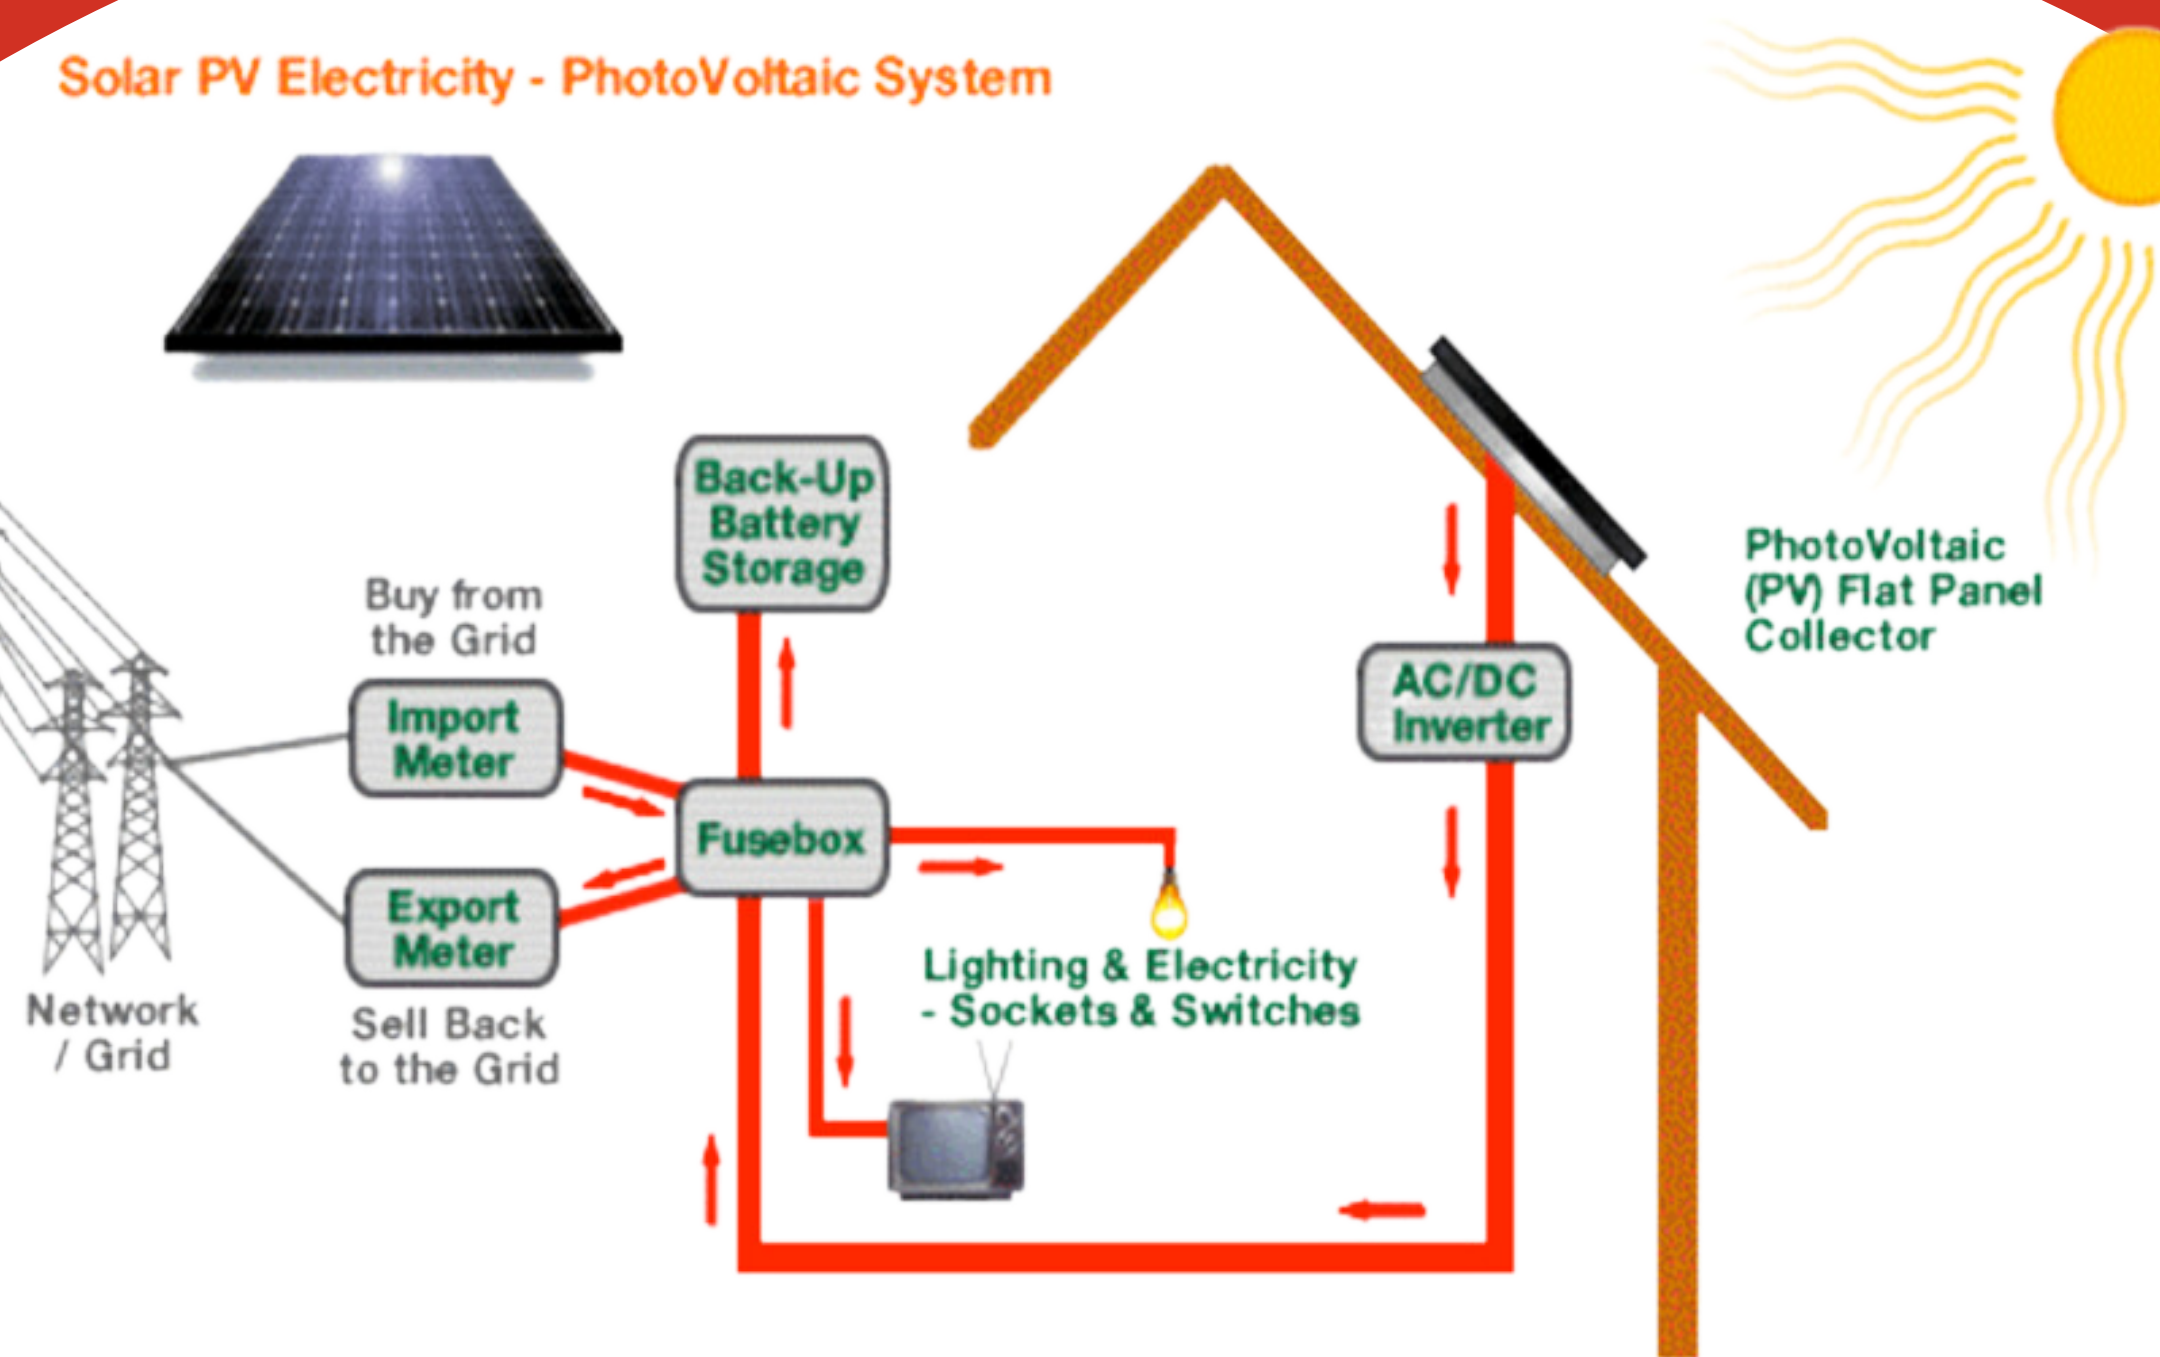 Solar PV Electricity - PhotoVoltaic System
Back-Up
Battery
Storage
Buy from
the Grid
Import
Meter
Fusebox
Export
Meter
Network
/ Grid
Sell Back
to the Grid
Lighting & Electricity
- Sockets & Switches
AC/DC
Inverter
PhotoVoltaic
(PV) Flat Panel
Collector